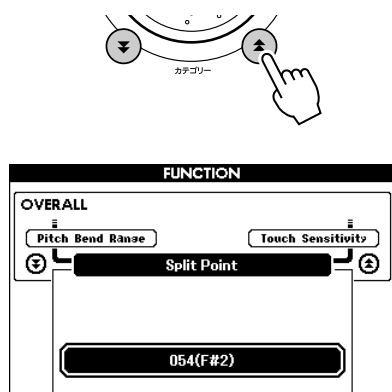 カテゴリー
FUNCTION
OVERALL
Pitch Bend Range
Touch Sensitivity
Split Point
054(F#2)